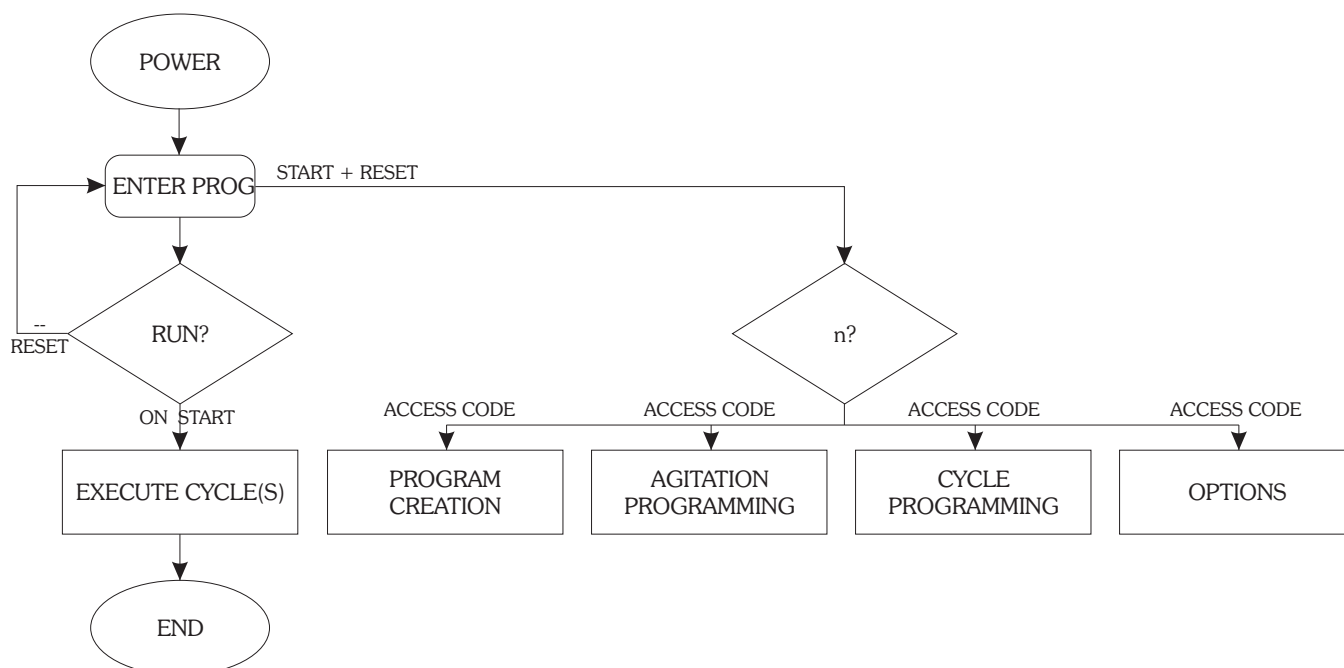 POWER
ENTER PROG
START + RESET
--
RESET
RUN?
n?
ON START
ACCESS CODE
ACCESS CODE
ACCESS CODE
ACCESS CODE
EXECUTE CYCLE(S)
PROGRAM
CREATION
AGITATION
PROGRAMMING
CYCLE
PROGRAMMING
OPTIONS
END